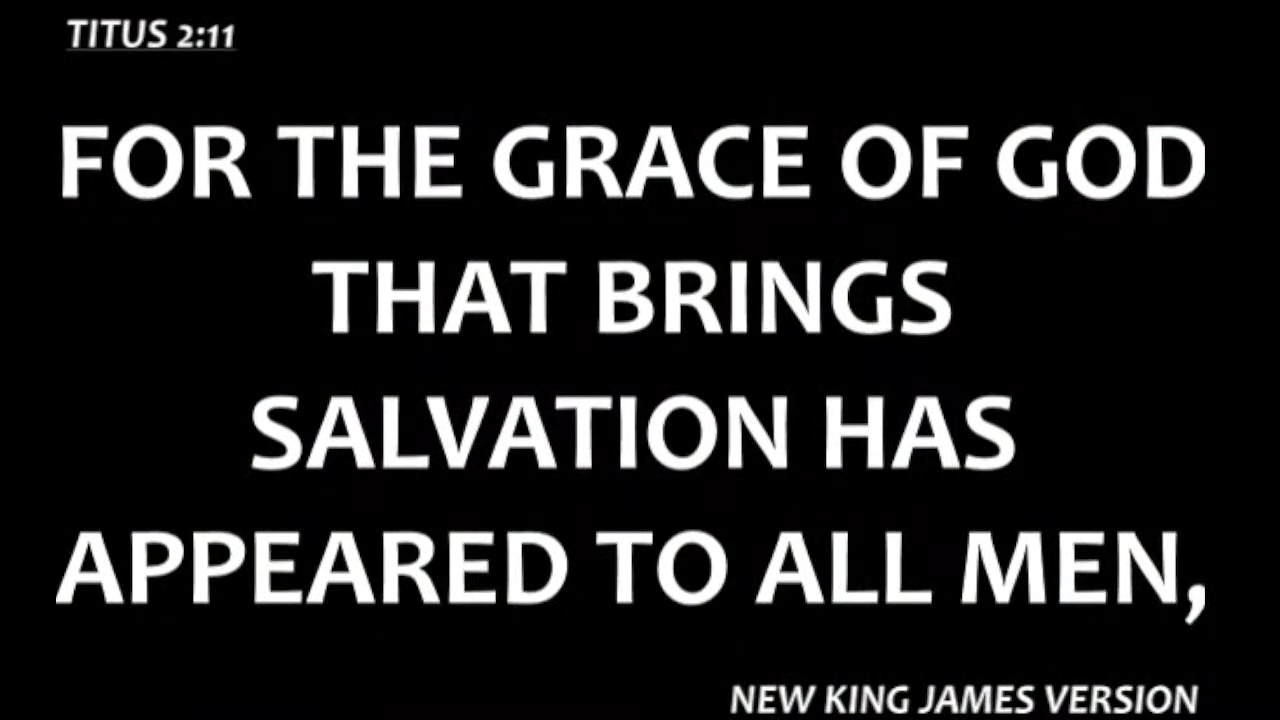 TITUS 2:11
FOR THE GRACE OF GOD
THAT BRINGS
SALVATION HAS
APPEARED TO ALL MEN,
NEW KING JAMES VERSION